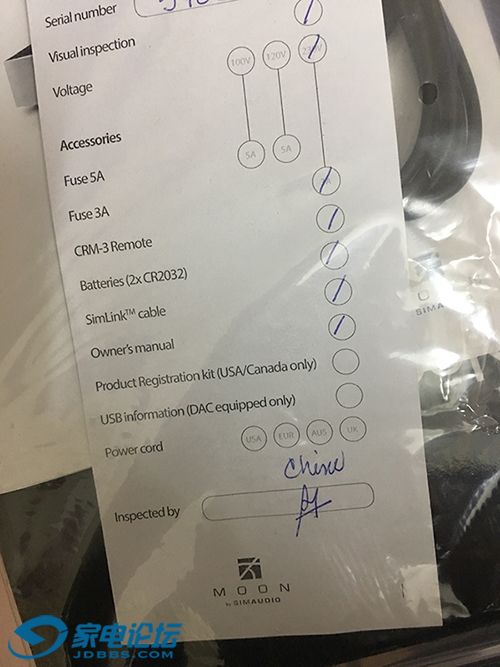 Serial number
Visual inspection
Voltage
100V 120V
Accessories
Fuse 5A 5A 5A
Fuse 3A
CRM-3 Remote
Batteries (2x CR2032)
SimLink™ cable
Owner's manual
Product Registration kit (USA/Canada only)
USB information (DAC equipped only)
Power cord USA EUR AUS UK
Chine
Inspected by
MOON
by SIMAUDIO
SIMA
家电论坛
JDBBS.COM